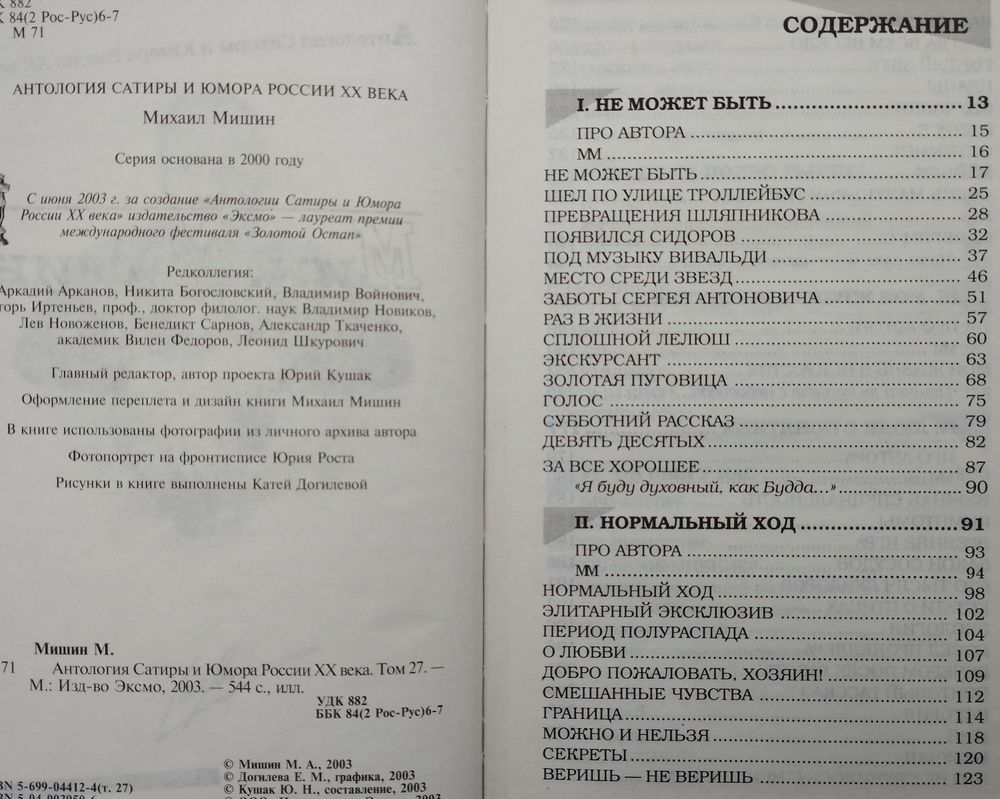 882
84(2 Рос-Рус)6-7
М 71
АНТОЛОГИЯ САТИРЫ И ЮМОРА РОССИИ XX ВЕКА
Михаил Мишин
Серия основана в 2000 году
С июня 2003 г. за создание «Антологии Сатиры и Юмора
России XX века» издательство «Эксмо» — лауреат премии
международного фестиваля «Золотой Остап»
Редколлегия:
Аркадий Арканов, Никита Богословский, Владимир Войнович,
горь Иртеньев, проф., доктор филолог. наук Владимир Новиков,
Лев Новоженов, Бенедикт Сарнов, Александр Ткаченко,
академик Вилен Федоров, Леонид Шкурович
Главный редактор, автор проекта Юрий Кушак
Оформление переплета и дизайн книги Михаил Мишин
В книге использованы фотографии из личного архива автора
Фотопортрет на фронтисписе Юрия Роста
Рисунки в книге выполнены Катей Догилевой
Мишин М.
71 Антология Сатиры и Юмора России XX века. Том 27. —
М.: Изд-во Эксмо, 2003. — 544 с., илл.
УДК 882
ББК 84(2 Рос-Рус)6-7
© Мишин М. А., 2003
© Догилева Е. М., графика, 2003
© Кушак Ю. Н., составление, 2003
BN 5-699-04412-4(т. 27)
СОДЕРЖАНИЕ
I. НЕ МОЖЕТ БЫТЬ 13
ПРО АВТОРА 15
ММ 16
НЕ МОЖЕТ БЫТЬ 17
ШЕЛ ПО УЛИЦЕ ТРОЛЛЕЙБУС 25
ПРЕВРАЩЕНИЯ ШЛЯПНИКОВА 28
ПОЯВИЛСЯ СИДОРОВ 32
ПОД МУЗЫКУ ВИВАЛЬДИ 37
МЕСТО СРЕДИ ЗВЕЗД 46
ЗАБОТЫ СЕРГЕЯ АНТОНОВИЧА 51
РАЗ В ЖИЗНИ 57
СПЛОШНОЙ ЛЕЛЮШ 60
ЭКСКУРСАНТ 63
ЗОЛОТАЯ ПУГОВИЦА 68
ГОЛОС 75
СУББОТНИЙ РАССКАЗ 79
ДЕВЯТЬ ДЕСЯТЫХ 82
ЗА ВСЕ ХОРОШЕЕ 87
«Я буду духовный, как Будда...» 90
II. НОРМАЛЬНЫЙ ХОД 91
ПРО АВТОРА 93
ММ 94
НОРМАЛЬНЫЙ ХОД 98
ЭЛИТАРНЫЙ ЭКСКЛЮЗИВ 102
ПЕРИОД ПОЛУРАСПАДА 104
О ЛЮБВИ 107
ДОБРО ПОЖАЛОВАТЬ, ХОЗЯИН! 109
СМЕШАННЫЕ ЧУВСТВА 112
ГРАНИЦА 114
МОЖНО И НЕЛЬЗЯ 118
СЕКРЕТЫ 120
ВЕРИШЬ — НЕ ВЕРИШЬ 123